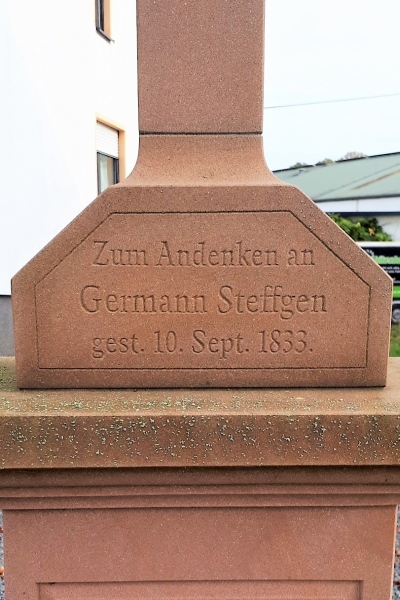 Zum Andenken an
Germann Steffgen
gest. 10. Sept. 1833.